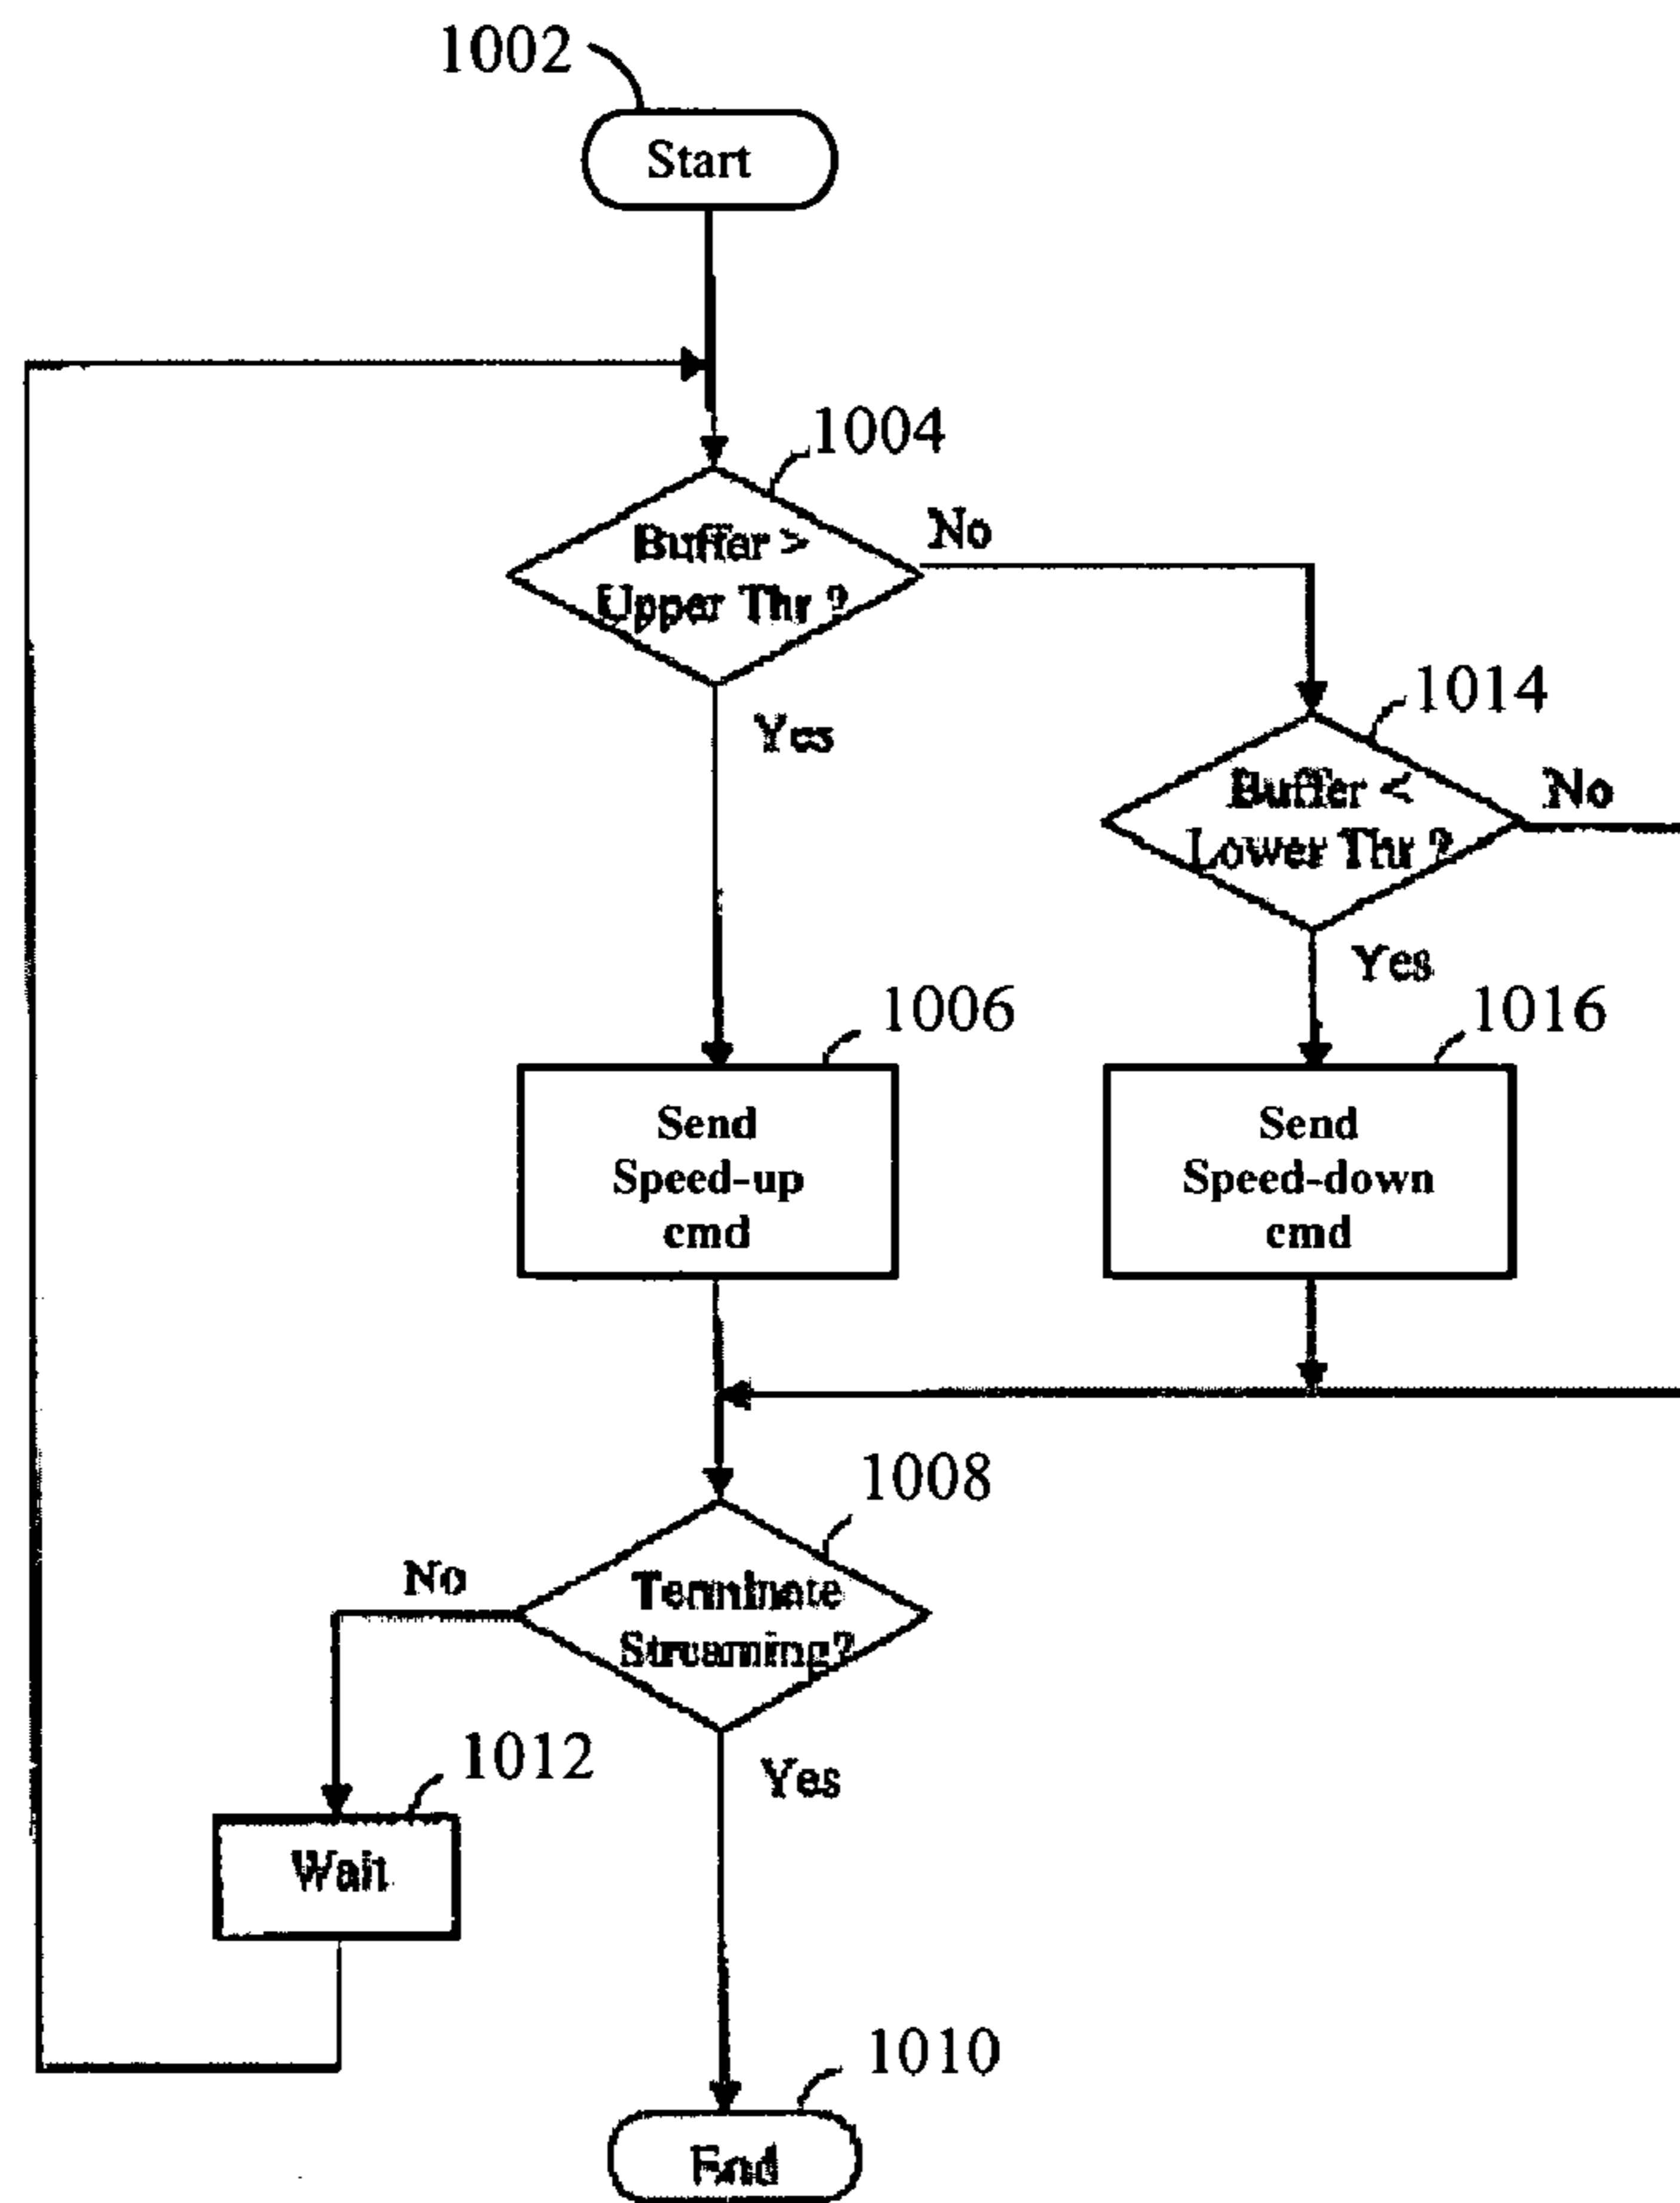 1002
Start
1004
Buffer >
Upper Thr ?
No
Yes
1014
Buffer <
Lower Thr ?
No
Yes
1006
Send
Speed-up
cmd
1016
Send
Speed-down
cmd
1008
Terminate
Streaming?
No
Yes
1012
Wait
1010
End